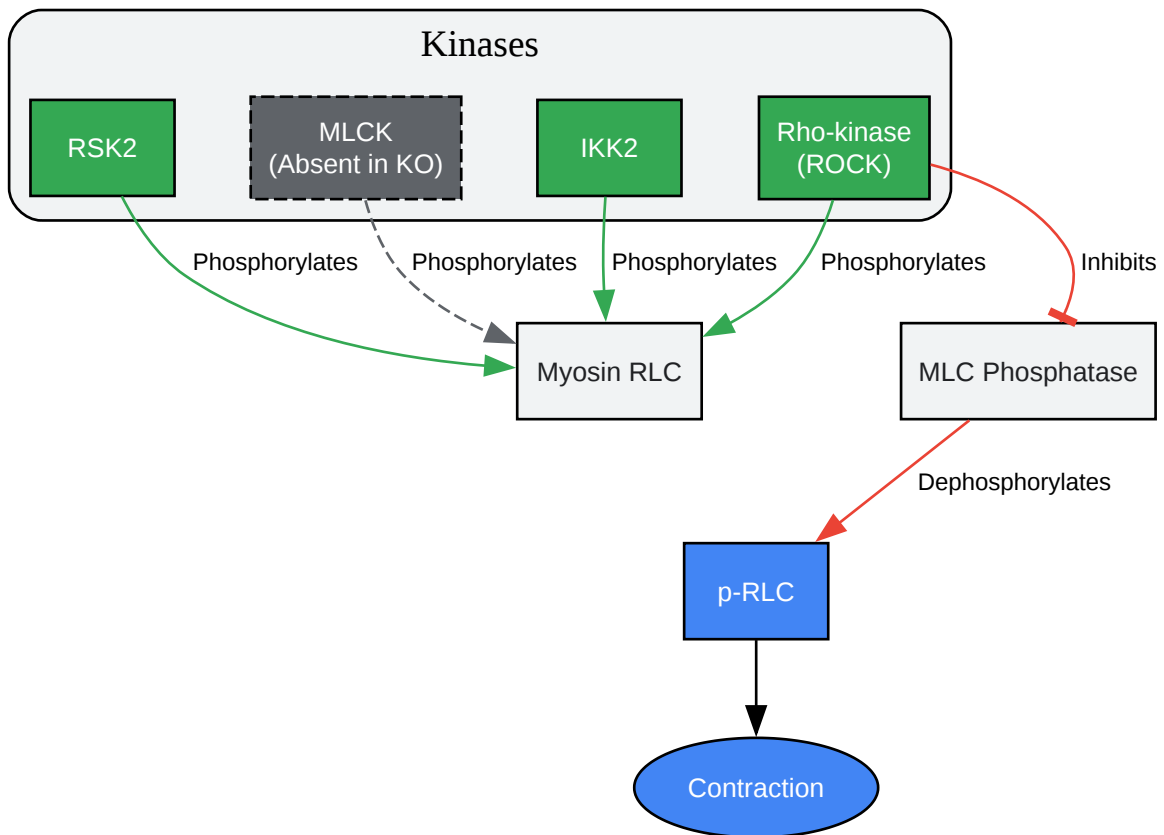 Kinases
RSK2
MLCK
(Absent in KO)
IKK2
Rho-kinase
(ROCK)
Phosphorylates
Phosphorylates
Phosphorylates
Phosphorylates
Inhibits
Myosin RLC
MLC Phosphatase
Dephosphorylates
p-RLC
Contraction